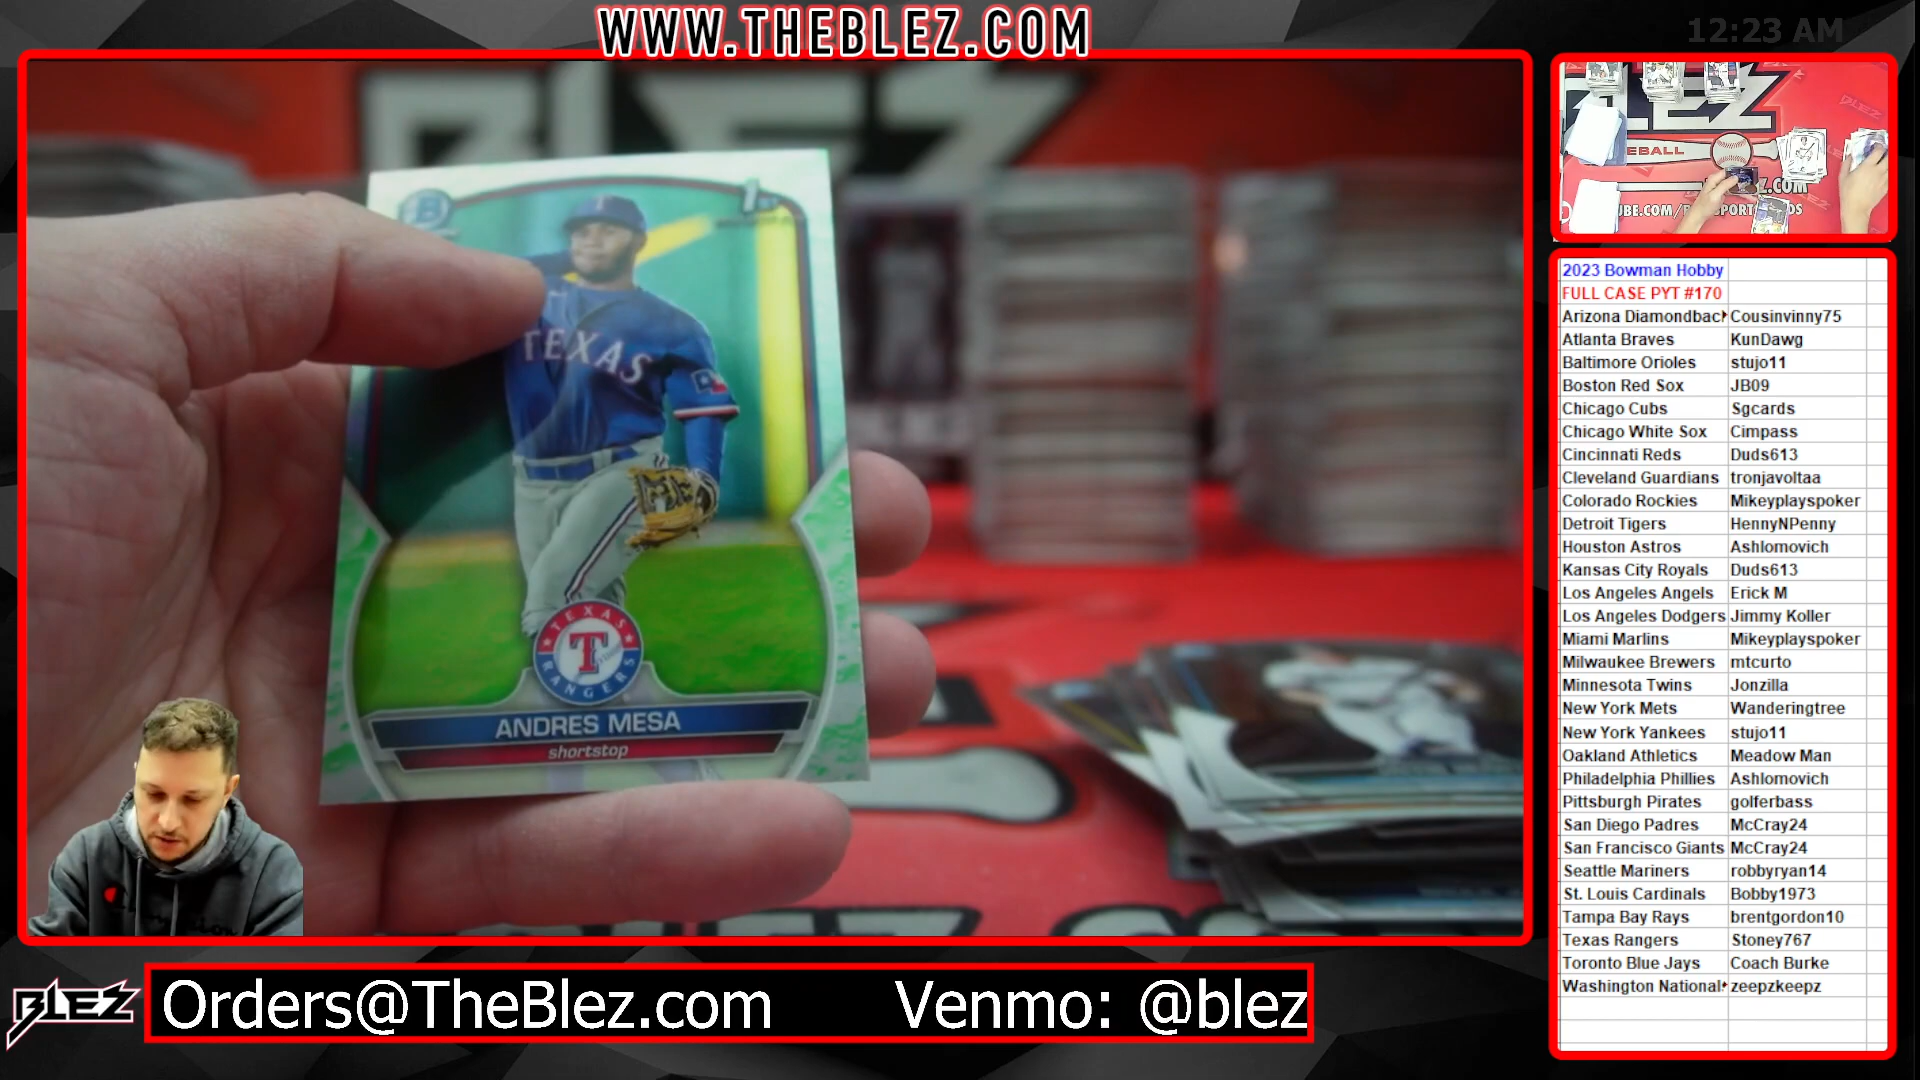 WWW.THEBLEZ.COM
12:23 AM
BLEZ
1ST
TEXAS
TEXAS
T
RANGERS
ANDRES MESA
shortstop
BLEZ
EBALL
Z.COM
2023 Bowman Hobby
FULL CASE PYT #170
Arizona Diamondbac Cousinvinny75
Atlanta Braves KunDawg
Baltimore Orioles stujo11
Boston Red Sox JB09
Chicago Cubs Sgcards
Chicago White Sox Cimpass
Cincinnati Reds Duds613
Cleveland Guardians tronjavoltaa
Colorado Rockies Mikeyplayspoker
Detroit Tigers HennyNPenny
Houston Astros Ashlomovich
Kansas City Royals Duds613
Los Angeles Angels Erick M
Los Angeles Dodgers Jimmy Koller
Miami Marlins Mikeyplayspoker
Milwaukee Brewers mtcurto
Minnesota Twins Jonzilla
New York Mets Wanderingtree
New York Yankees stujo11
Oakland Athletics Meadow Man
Philadelphia Phillies Ashlomovich
Pittsburgh Pirates golferbass
San Diego Padres McCray24
San Francisco Giants McCray24
Seattle Mariners robbyryan14
St. Louis Cardinals Bobby1973
Tampa Bay Rays brentgordon10
Texas Rangers Stoney767
Toronto Blue Jays Coach Burke
Washington National zeepzkeepz
BLEZ
Orders@TheBlez.com Venmo: @blez